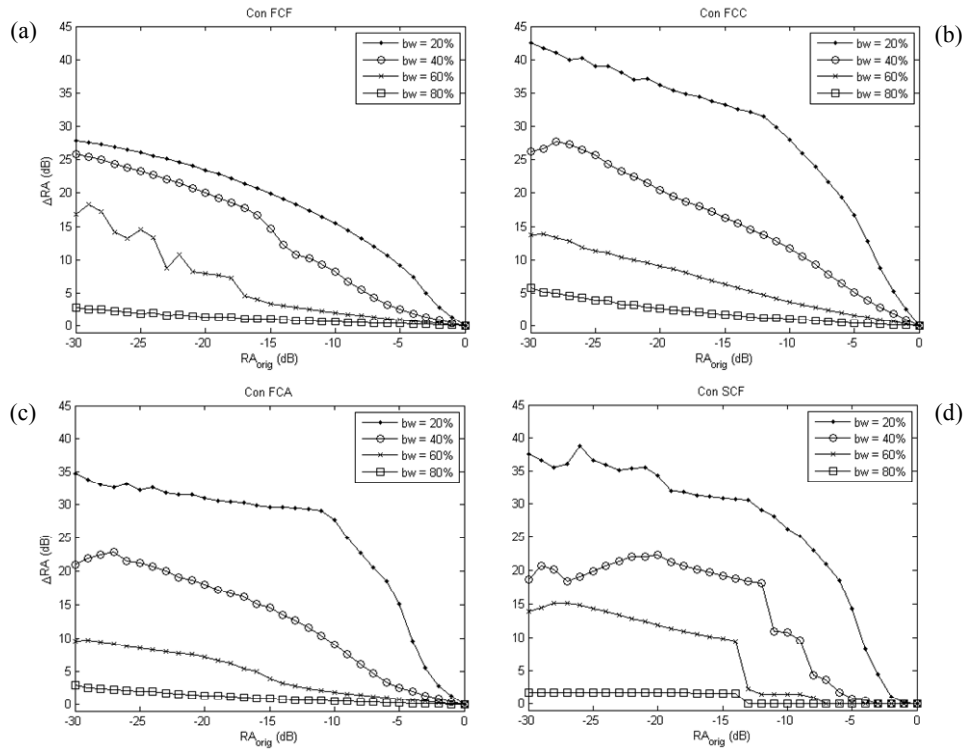 (a)
Con FCF
bw = 20%
bw = 40%
bw = 60%
bw = 80%
45
40
35
30
25
20
15
10
5
0
ΔRA (dB)
-30 -25 -20 -15 -10 -5 0
RAorig (dB)
(b)
Con FCC
bw = 20%
bw = 40%
bw = 60%
bw = 80%
45
40
35
30
25
20
15
10
5
0
ΔRA (dB)
-30 -25 -20 -15 -10 -5 0
RAorig (dB)
(c)
Con FCA
bw = 20%
bw = 40%
bw = 60%
bw = 80%
45
40
35
30
25
20
15
10
5
0
ΔRA (dB)
-30 -25 -20 -15 -10 -5 0
RAorig (dB)
(d)
Con SCF
bw = 20%
bw = 40%
bw = 60%
bw = 80%
45
40
35
30
25
20
15
10
5
0
ΔRA (dB)
-30 -25 -20 -15 -10 -5 0
RAorig (dB)